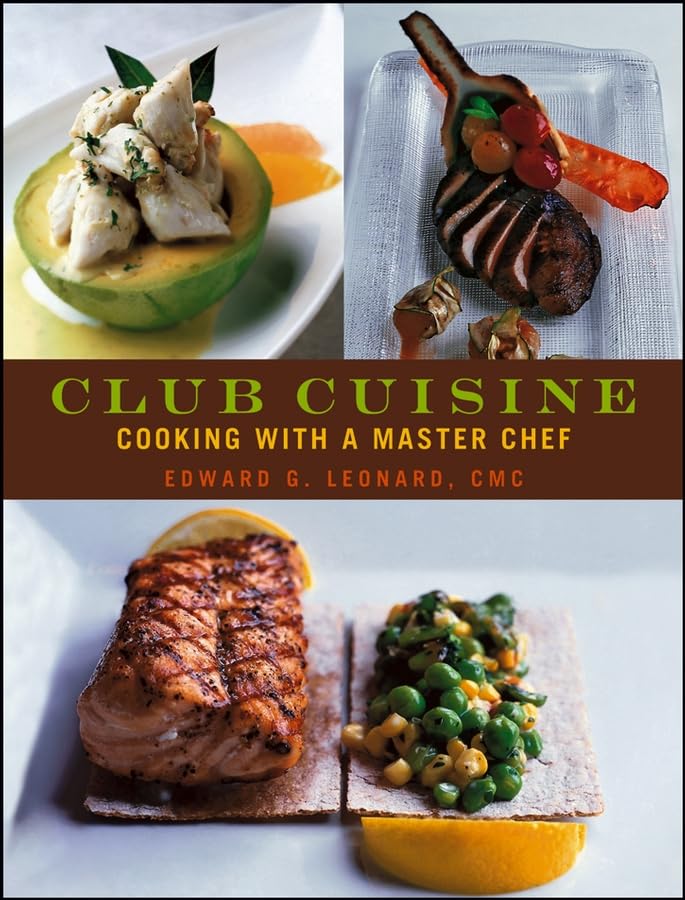 CLUB CUISINE
COOKING WITH A MASTER CHEF
EDWARD G. LEONARD, CMC